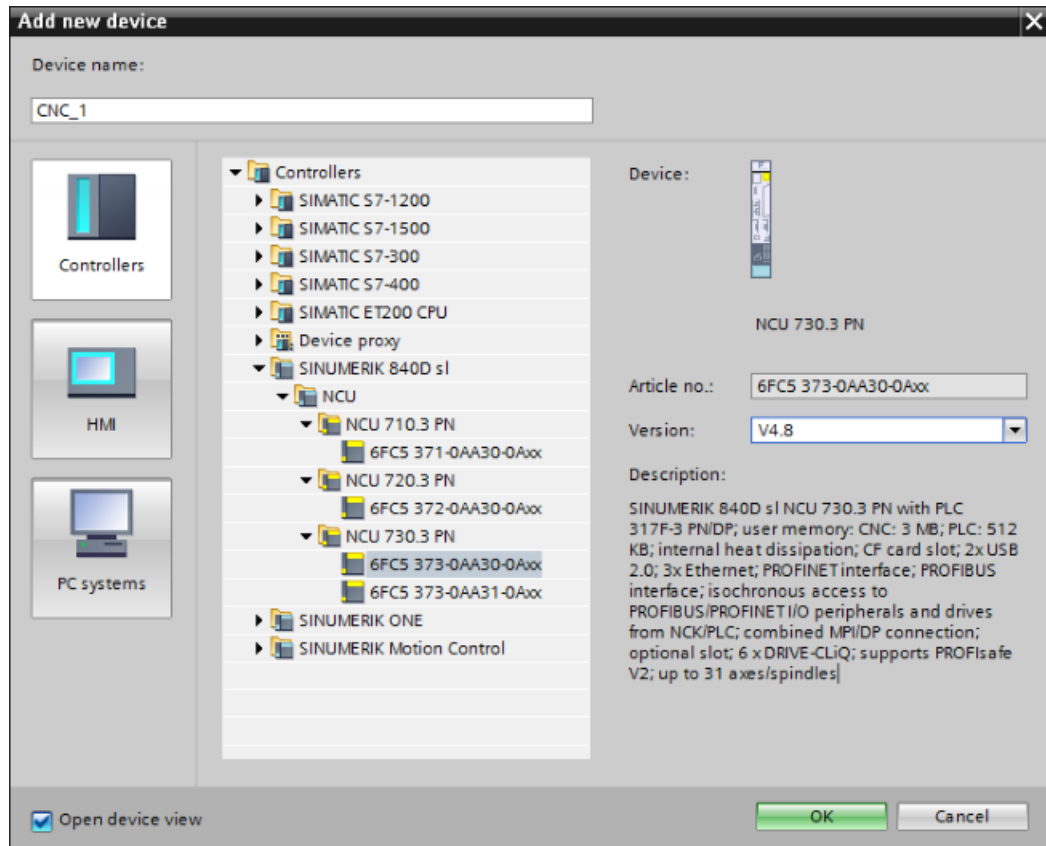 Add new device
Device name:
CNC_1
Controllers
HMI
PC systems
Controllers
SIMATIC S7-1200
SIMATIC S7-1500
SIMATIC S7-300
SIMATIC S7-400
SIMATIC ET200 CPU
Device proxy
SINUMERIK 840D sl
NCU
NCU 710.3 PN
6FC5 371-0AA30-0Axx
NCU 720.3 PN
6FC5 372-0AA30-0Axx
NCU 730.3 PN
6FC5 373-0AA30-0Axx
6FC5 373-0AA31-0Axx
SINUMERIK ONE
SINUMERIK Motion Control
Device:
NCU 730.3 PN
Article no.: 6FC5 373-0AA30-0Axx
Version: V4.8
Description:
SINUMERIK 840D sl NCU 730.3 PN with PLC
317F-3 PN/DP; user memory: CNC: 3 MB; PLC: 512
KB; internal heat dissipation; CF card slot; 2x USB
2.0; 3x Ethernet; PROFINET interface; PROFIBUS
interface; isochronous access to
PROFIBUS/PROFINET I/O peripherals and drives
from NCK/PLC; combined MPI/DP connection;
optional slot; 6 x DRIVE-CLiQ; supports PROFIsafe
V2; up to 31 axes/spindles
Open device view
OK
Cancel